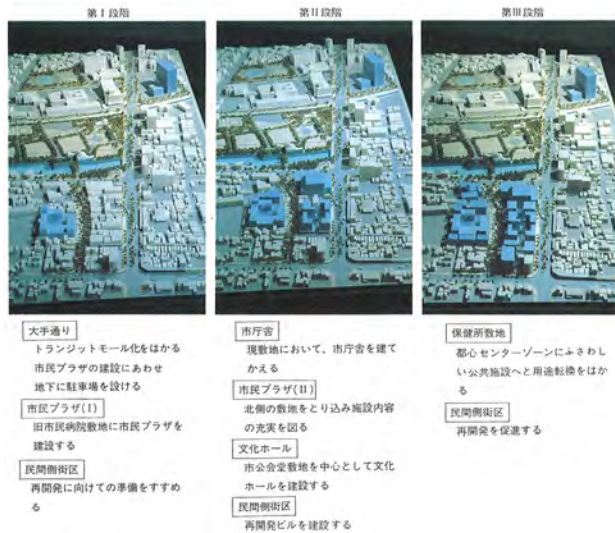 第Ⅰ段階
大手通り
トランジットモール化をはかる
市民プラザの建設にあわせ
地下に駐車場を設ける
市民プラザ(Ⅰ)
旧市民病院敷地に市民プラザを
建設する
民間側街区
再開発に向けての準備をすすめ
る
第Ⅱ段階
市庁舎
現敷地において、市庁舎を建て
かえる
市民プラザ(Ⅱ)
北側の敷地をとり込み施設内容
の充実を図る
文化ホール
市公会堂敷地を中心として文化
ホールを建設する
民間側街区
再開発ビルを建設する
第Ⅲ段階
保健所敷地
都心センターゾーンにふさわし
い公共施設へと用途転換をはか
る
民間側街区
再開発を促進する